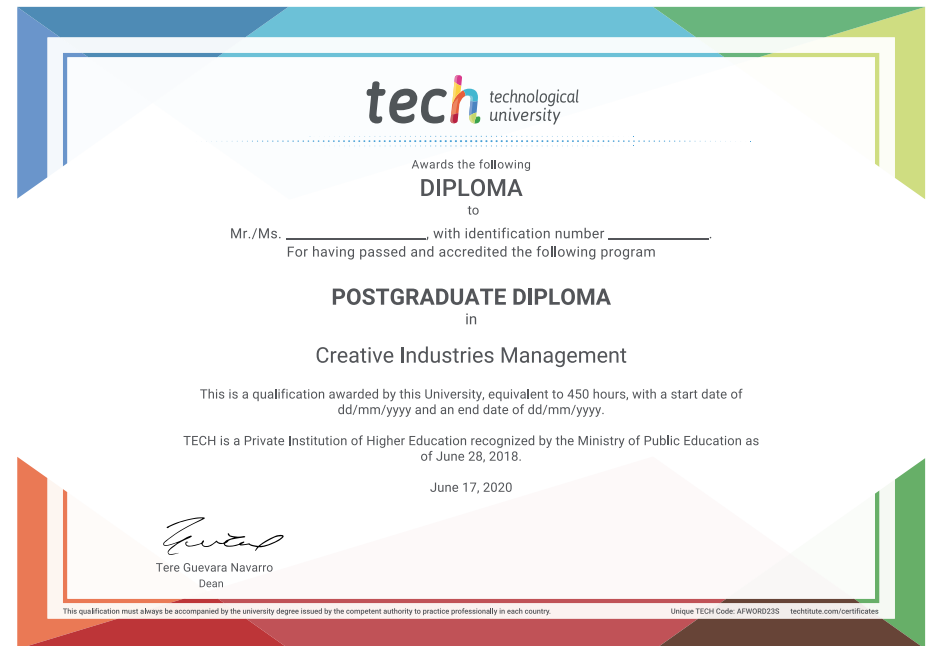 tech technological
university
Awards the following
DIPLOMA
to
Mr./Ms. ____________________, with identification number ______________.
For having passed and accredited the following program
POSTGRADUATE DIPLOMA
in
Creative Industries Management
This is a qualification awarded by this University, equivalent to 450 hours, with a start date of
dd/mm/yyyy and an end date of dd/mm/yyyy.
TECH is a Private Institution of Higher Education recognized by the Ministry of Public Education as
of June 28, 2018.
June 17, 2020
Tere Guevara Navarro
Dean
This qualification must always be accompanied by the university degree issued by the competent authority to practice professionally in each country. Unique TECH Code: AFWORD23S techtitute.com/certificates